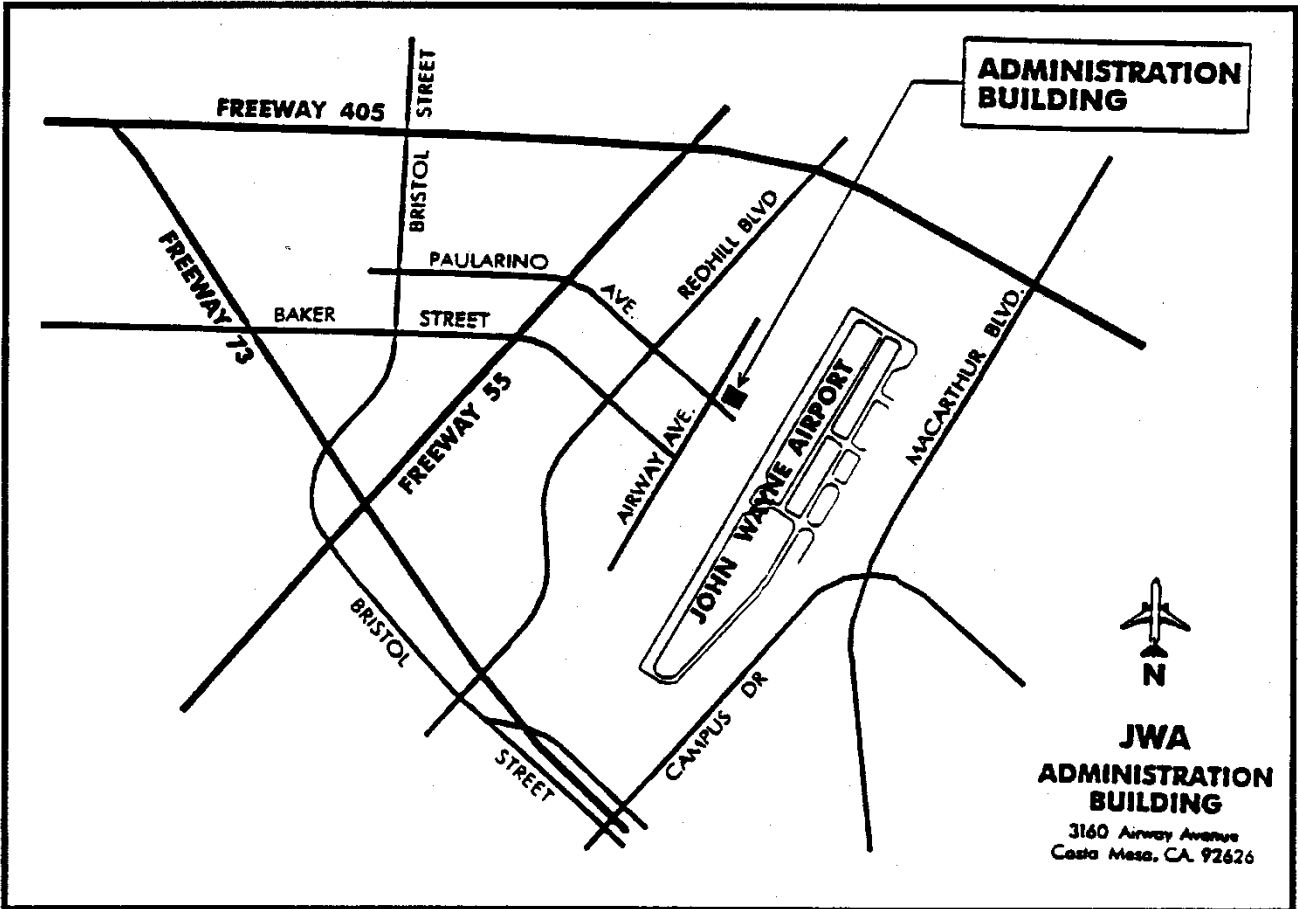 ADMINISTRATION
BUILDING
FREEWAY 405
BRISTOL STREET
FREEWAY 73
PAULARINO AVE.
REDHILL BLVD
BAKER STREET
FREEWAY 55
AIRWAY AVE.
JOHN WAYNE AIRPORT
MACARTHUR BLVD.
BRISTOL STREET
CAMPUS DR
N
JWA
ADMINISTRATION
BUILDING
3160 Airway Avenue
Costa Mesa, CA. 92626